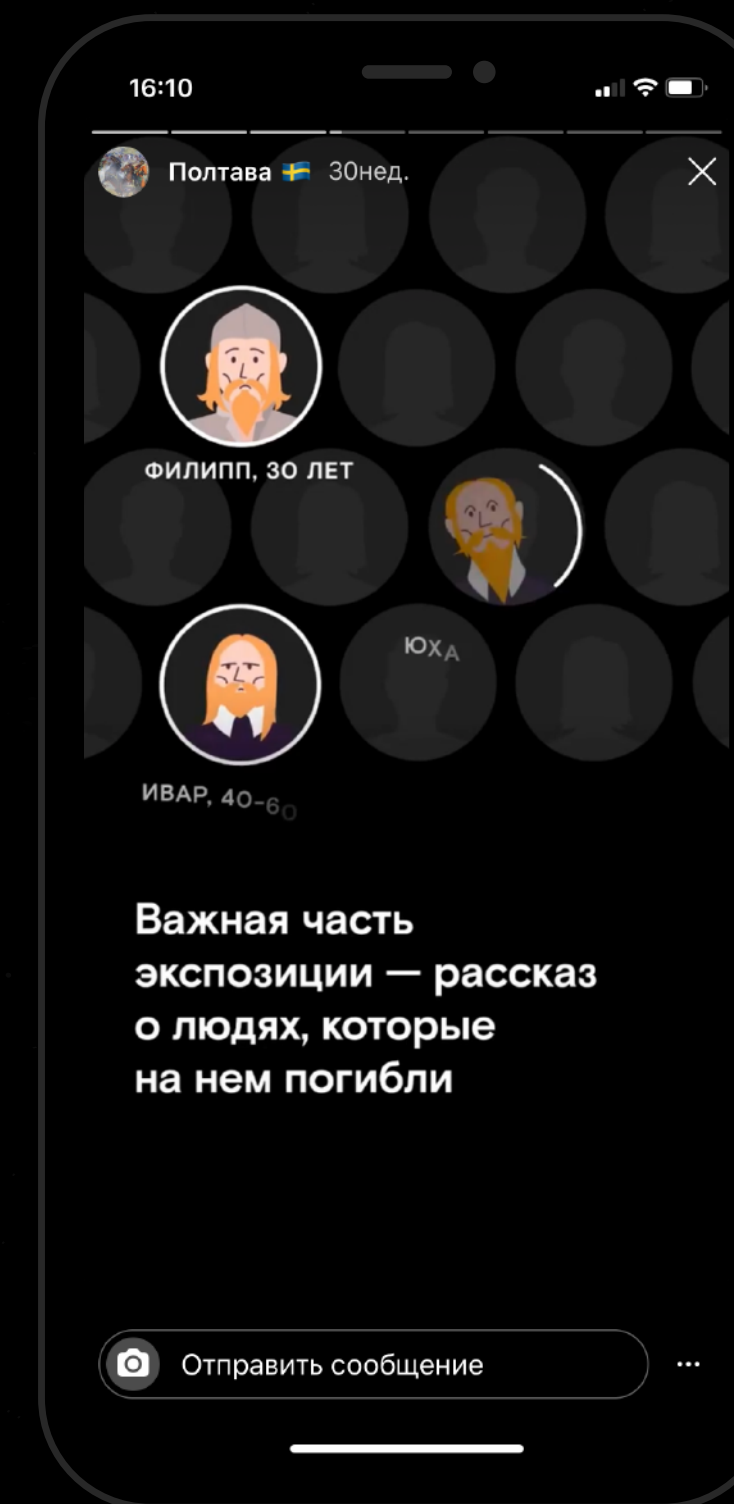 16:10
Полтава 🇸🇪 30нед.
ФИЛИПП, 30 ЛЕТ
ЮХА
ИВАР, 40-60
Важная часть
экспозиции — рассказ
о людях, которые
на нем погибли
Отправить сообщение